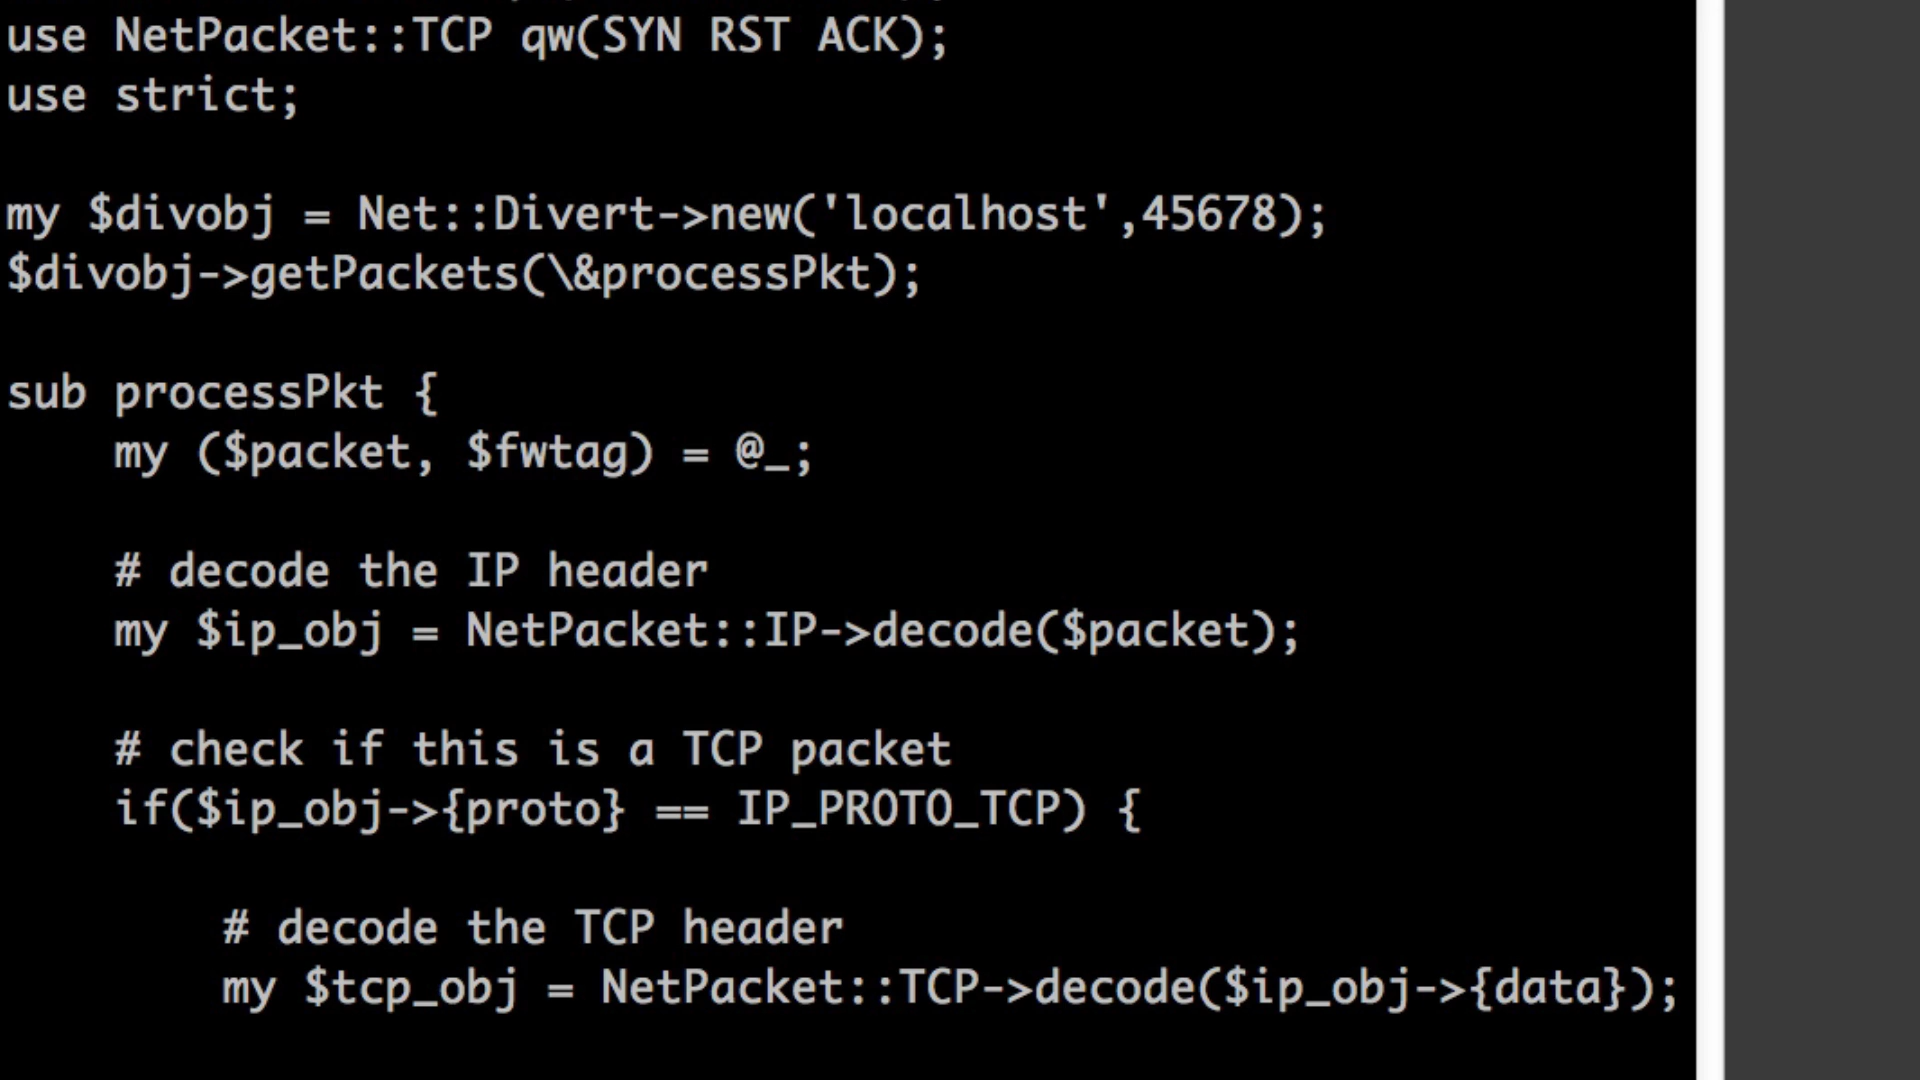 use NetPacket::TCP qw(SYN RST ACK);
use strict;

my $divobj = Net::Divert->new('localhost',45678);
$divobj->getPackets(\&processPkt);

sub processPkt {
    my ($packet, $fwtag) = @_;

    # decode the IP header
    my $ip_obj = NetPacket::IP->decode($packet);

    # check if this is a TCP packet
    if($ip_obj->{proto} == IP_PROTO_TCP) {

        # decode the TCP header
        my $tcp_obj = NetPacket::TCP->decode($ip_obj->{data});